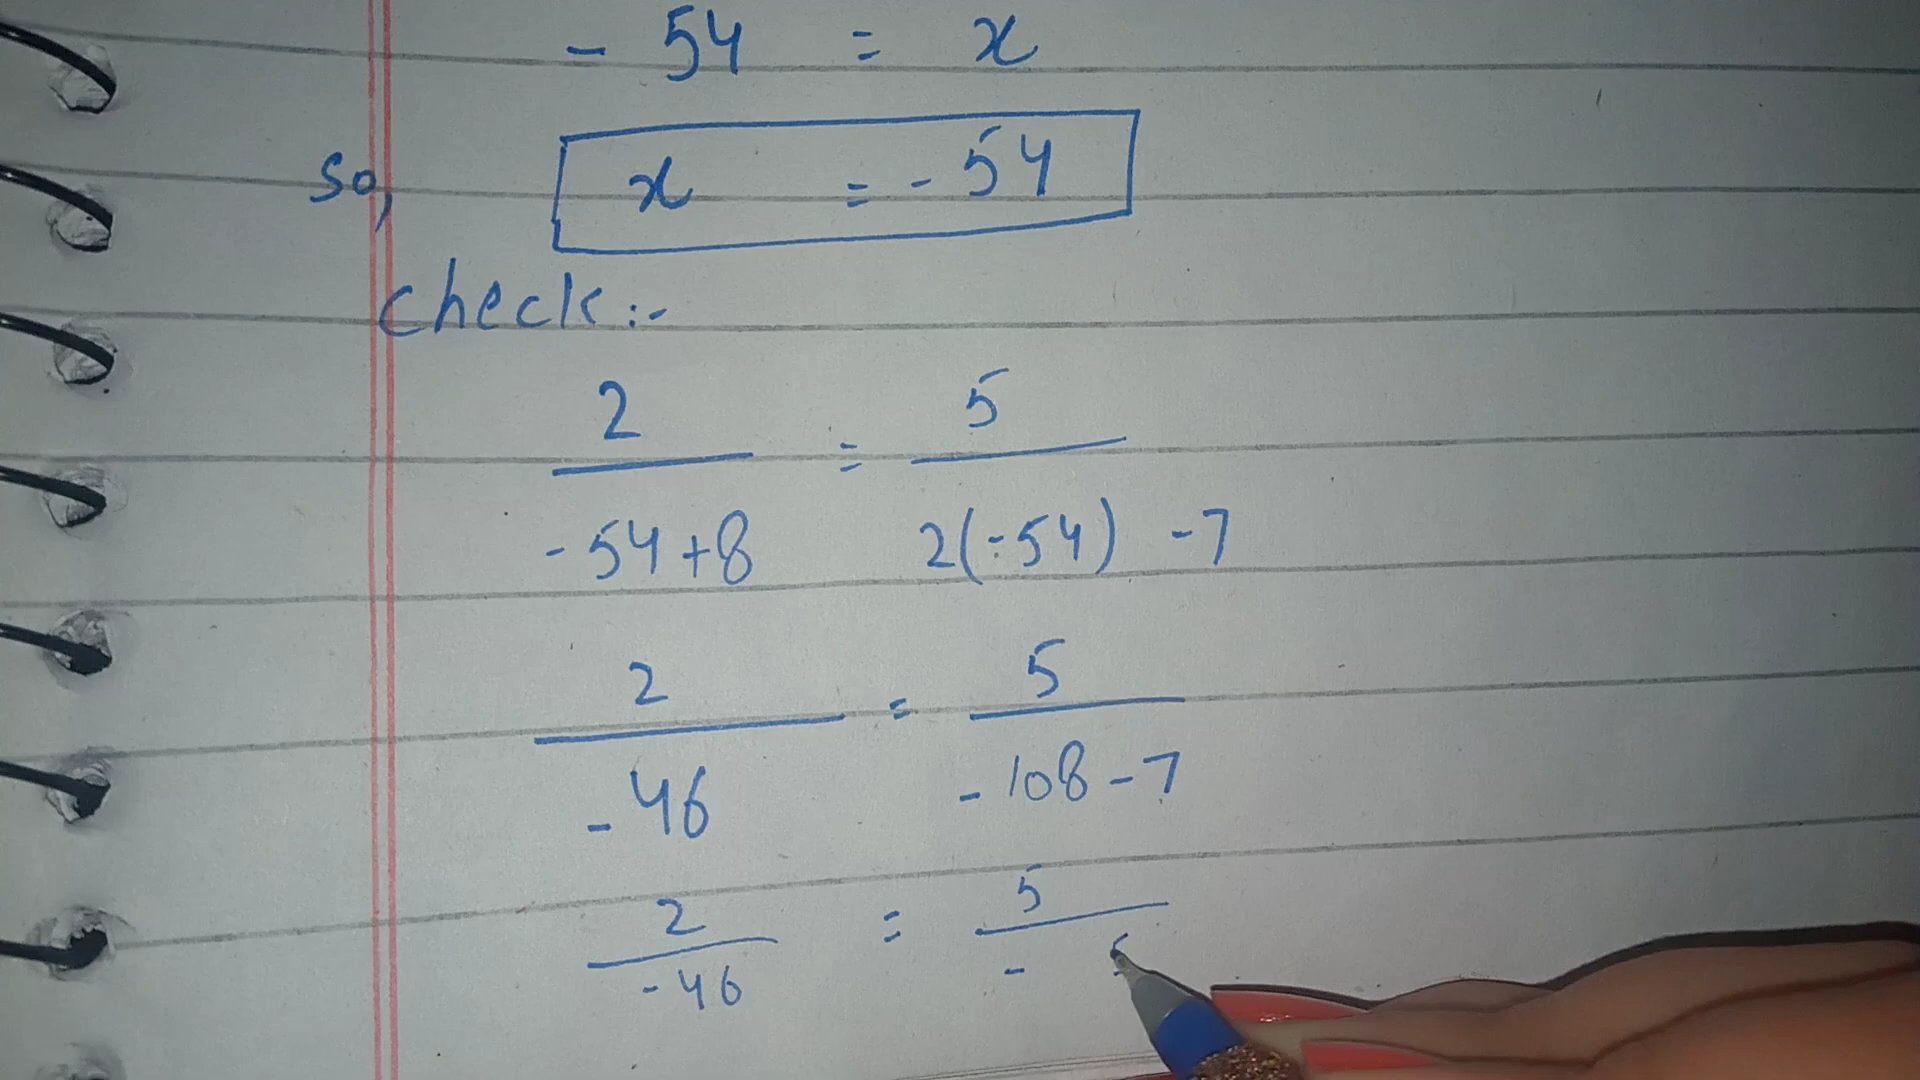 - 54 = x
so, x = - 54
check :-
2 = 5
-54+8 2(-54) -7
2 = 5
-46 -108-7
2 = 5
-46 - 5